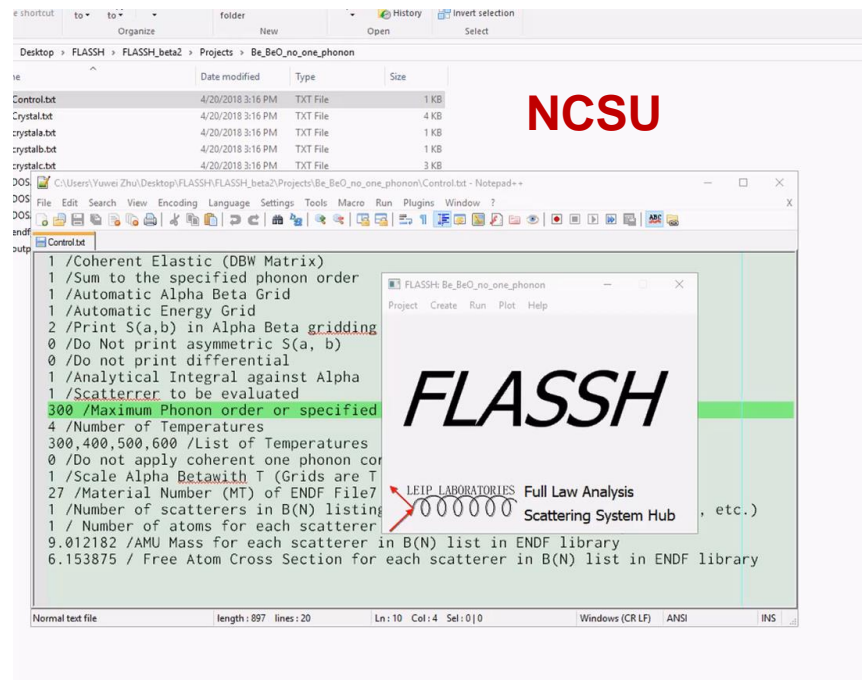 e shortcut to to folder History Invert selection
Organize New Open Select
Desktop > FLASSH > FLASSH_beta2 > Projects > Be_BeO_no_one_phonon
ne Date modified Type Size
Control.txt 4/20/2018 3:16 PM TXT File 1 KB
Crystal.txt 4/20/2018 3:16 PM TXT File 4 KB
crystala.txt 4/20/2018 3:16 PM TXT File 1 KB
crystalb.txt 4/20/2018 3:16 PM TXT File 1 KB
crystalc.txt 4/20/2018 3:16 PM TXT File 3 KB
NCSU
DOS
DOS
DOS
endf
outp
C:\Users\Yuwei Zhu\Desktop\FLASSH\FLASSH_beta2\Projects\Be_BeO_no_one_phonon\Control.txt - Notepad++
File Edit Search View Encoding Language Settings Tools Macro Run Plugins Window ? X
Control.txt
1 /Coherent Elastic (DBW Matrix)
1 /Sum to the specified phonon order
1 /Automatic Alpha Beta Grid
1 /Automatic Energy Grid
2 /Print S(a,b) in Alpha Beta gridding
0 /Do Not print asymmetric S(a, b)
0 /Do not print differential
1 /Analytical Integral against Alpha
1 /Scatterrer to be evaluated
300 /Maximum Phonon order or specified
4 /Number of Temperatures
300,400,500,600 /List of Temperatures
0 /Do not apply coherent one phonon cor
1 /Scale Alpha Betawith T (Grids are T
27 /Material Number (MT) of ENDF File7
1 /Number of scatterers in B(N) listing , etc.)
1 / Number of atoms for each scatterer
9.012182 /AMU Mass for each scatterer in B(N) list in ENDF library
6.153875 / Free Atom Cross Section for each scatterer in B(N) list in ENDF library
FLASSH: Be_BeO_no_one_phonon
Project Create Run Plot Help
FLASSH
LEIP LABORATORIES
Full Law Analysis
Scattering System Hub
Normal text file length : 897 lines : 20 Ln : 10 Col : 4 Sel : 0 | 0 Windows (CR LF) ANSI INS